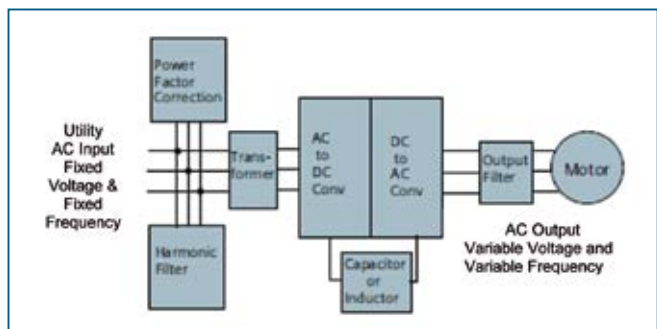 Power
Factor
Correction
Utility
AC Input
Fixed
Voltage &
Fixed
Frequency
Harmonic
Filter
Trans-
former
AC
to
DC
Conv
DC
to
AC
Conv
Capacitor
or
Inductor
Output
Filter
Motor
AC Output
Variable Voltage and
Variable Frequency